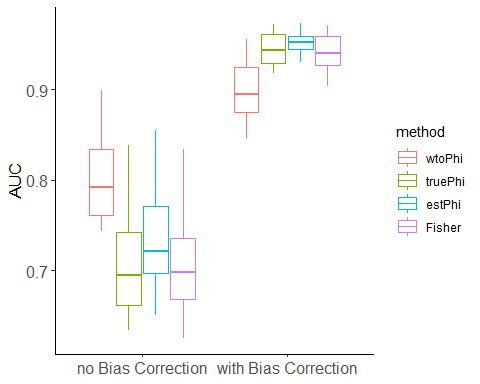 AUC
0.9
0.8
0.7
no Bias Correction
with Bias Correction
method
wtoPhi
truePhi
estPhi
Fisher